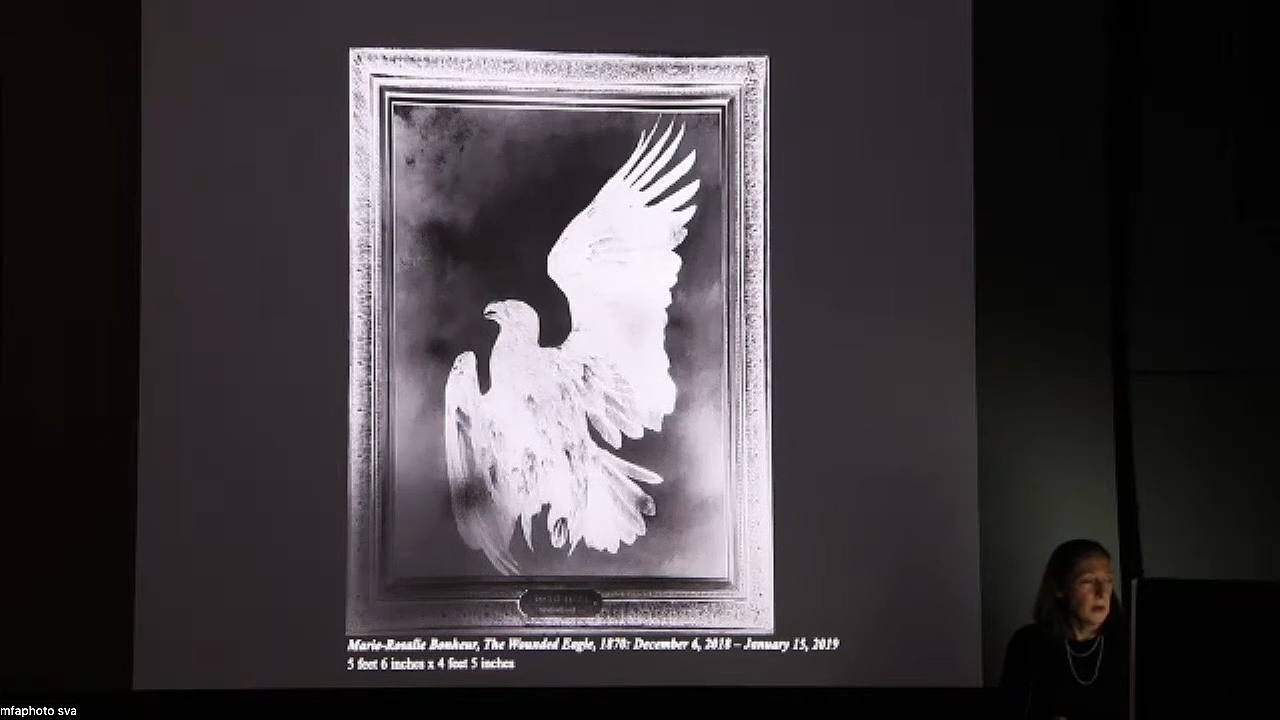 Marie-Rosalie Bonheur, The Wounded Eagle, 1870: December 6, 2018 – January 15, 2019
5 feet 6 inches x 4 feet 5 inches
mfaphoto sva